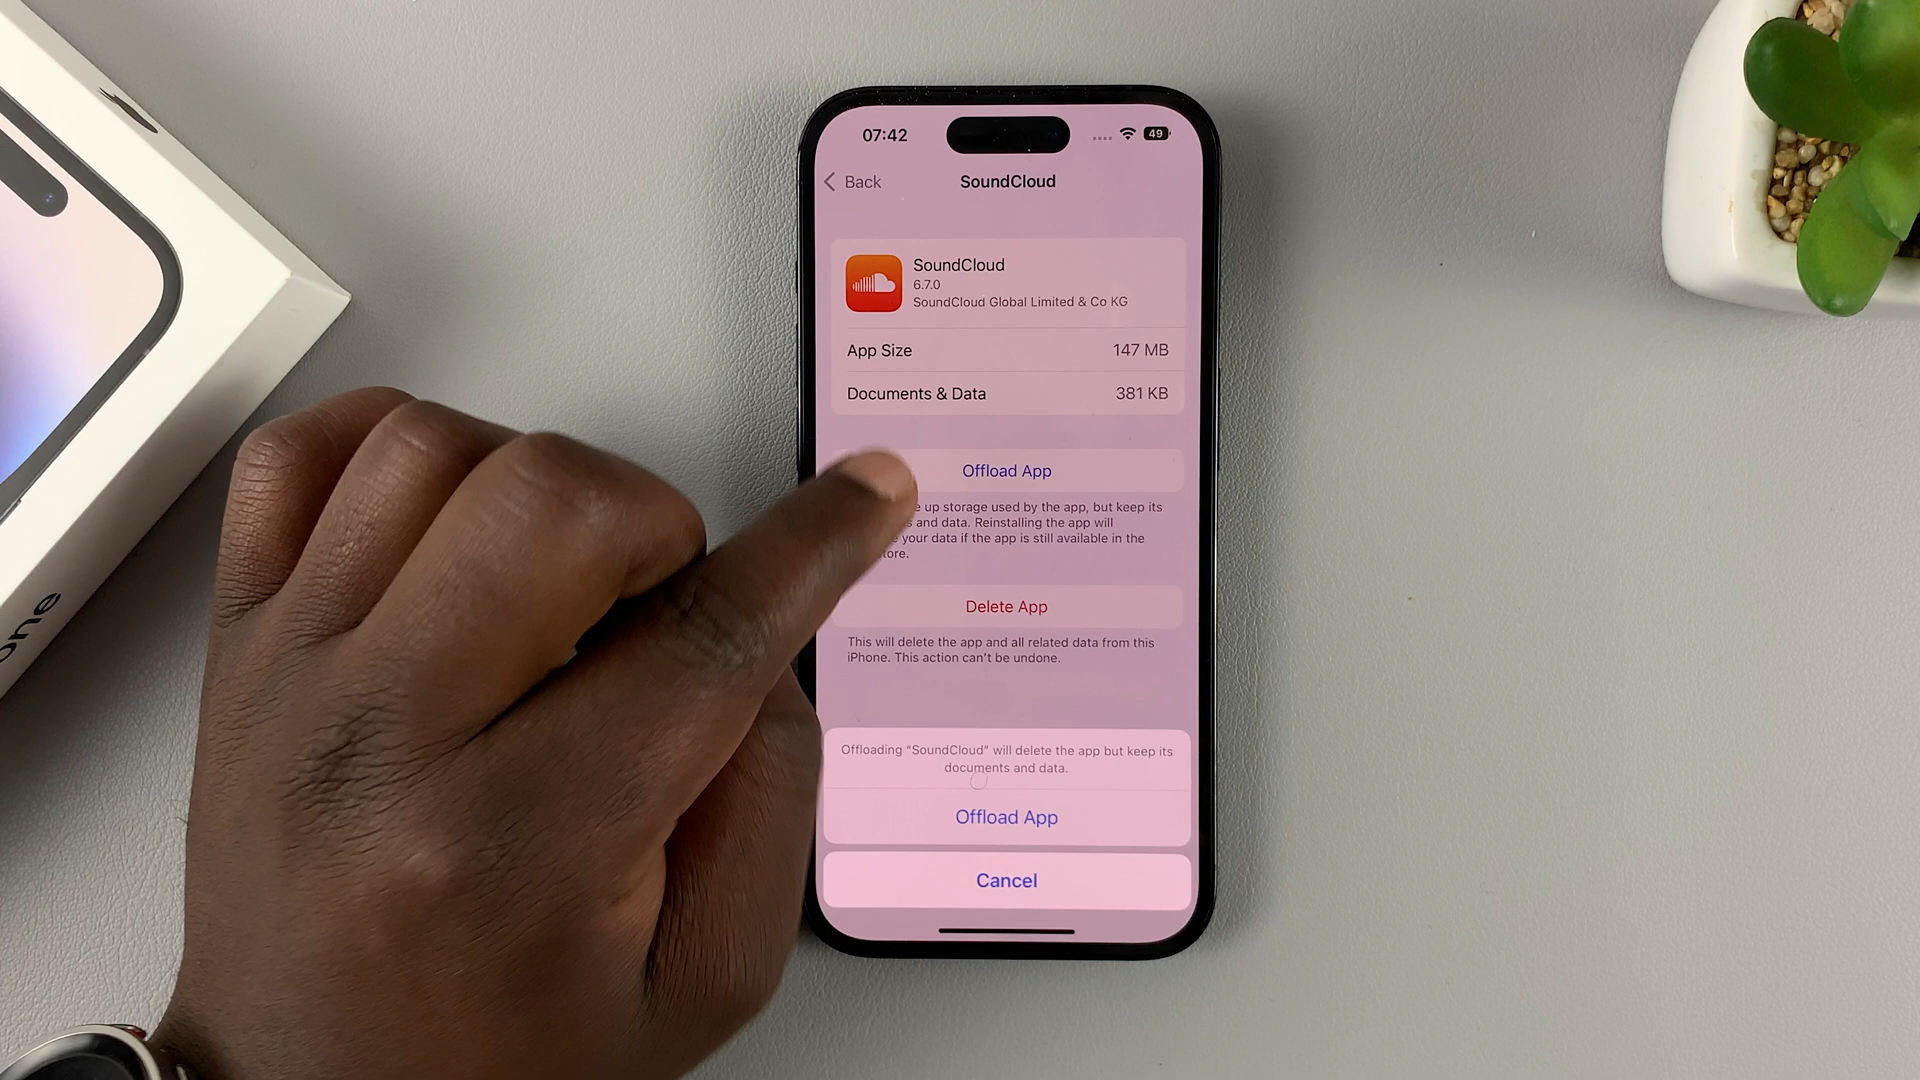 07:42
49
Back
SoundCloud
SoundCloud
6.7.0
SoundCloud Global Limited & Co KG
App Size 147 MB
Documents & Data 381 KB
Offload App
up storage used by the app, but keep its
and data. Reinstalling the app will
your data if the app is still available in the
Delete App
This will delete the app and all related data from this
iPhone. This action can't be undone.
Offloading "SoundCloud" will delete the app but keep its
documents and data.
Offload App
Cancel
one